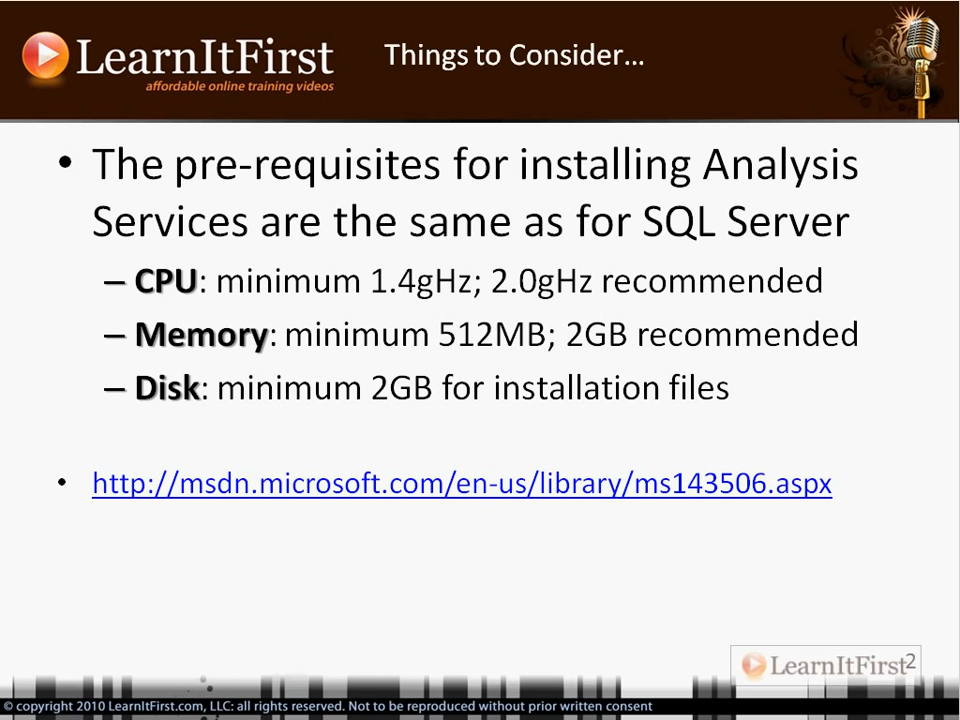 LearnItFirst
affordable online training videos
Things to Consider…
• The pre-requisites for installing Analysis
Services are the same as for SQL Server
– CPU: minimum 1.4gHz; 2.0gHz recommended
– Memory: minimum 512MB; 2GB recommended
– Disk: minimum 2GB for installation files
• http://msdn.microsoft.com/en-us/library/ms143506.aspx
LearnItFirst
2
© copyright 2010 LearnItFirst.com, LLC: all rights reserved. Not to be reproduced without prior written consent